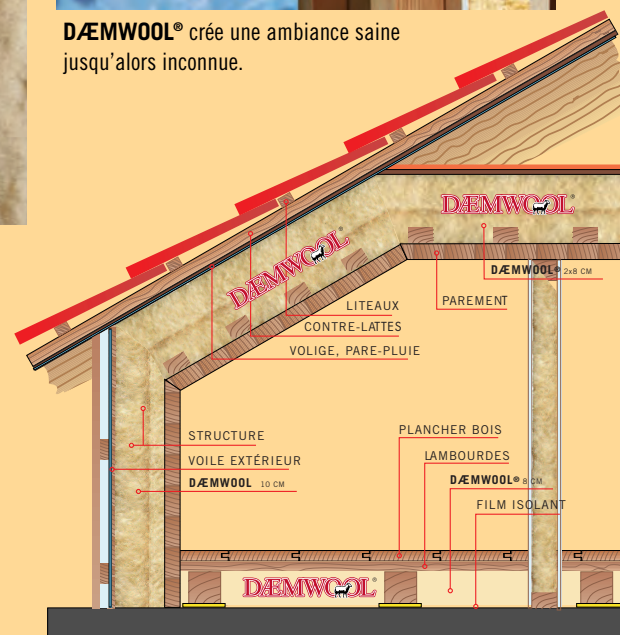 DÆMWOOL® crée une ambiance saine
jusqu'alors inconnue.
DÆMWOOL®
DÆMWOOL®
DÆMWOOL® 2x8 CM
PAREMENT
LITEAUX
CONTRE-LATTES
VOLIGE, PARE-PLUIE
STRUCTURE
VOILE EXTÉRIEUR
DÆMWOOL 10 CM
PLANCHER BOIS
LAMBOURDES
DÆMWOOL® 8 CM
FILM ISOLANT
DÆMWOOL®